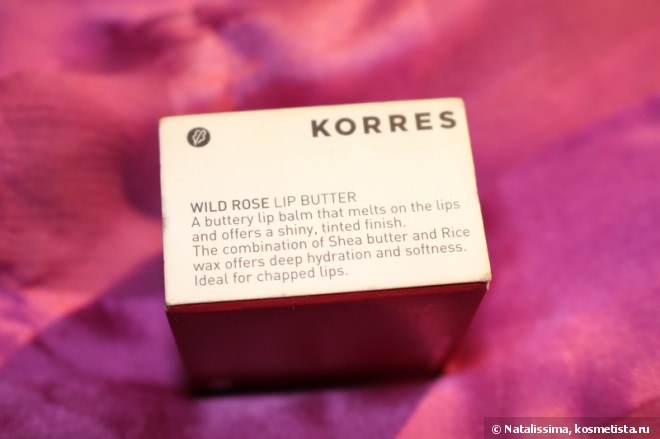 KORRES
WILD ROSE LIP BUTTER
A buttery lip balm that melts on the lips
and offers a shiny, tinted finish.
The combination of Shea butter and Rice
wax offers deep hydration and softness.
Ideal for chapped lips.
© Natalissima, kosmetista.ru